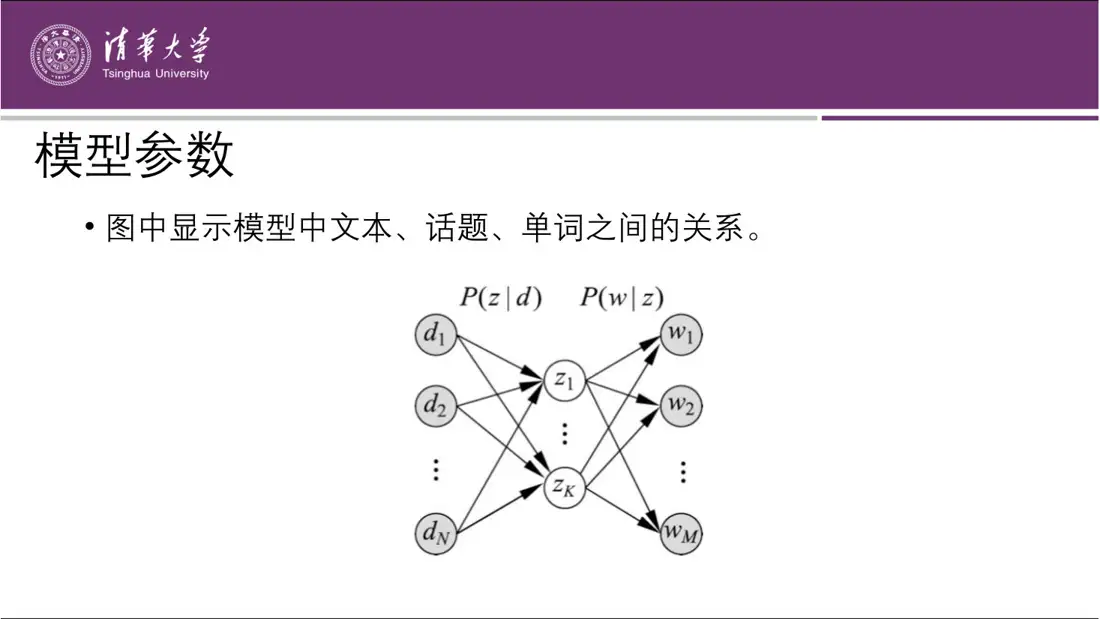 清华大学
Tsinghua University
模型参数
• 图中显示模型中文本、话题、单词之间的关系。
P(z|d) P(w|z)
d1 w1
z1
d2 w2
⋮
⋮ ⋮
zK
dN wM